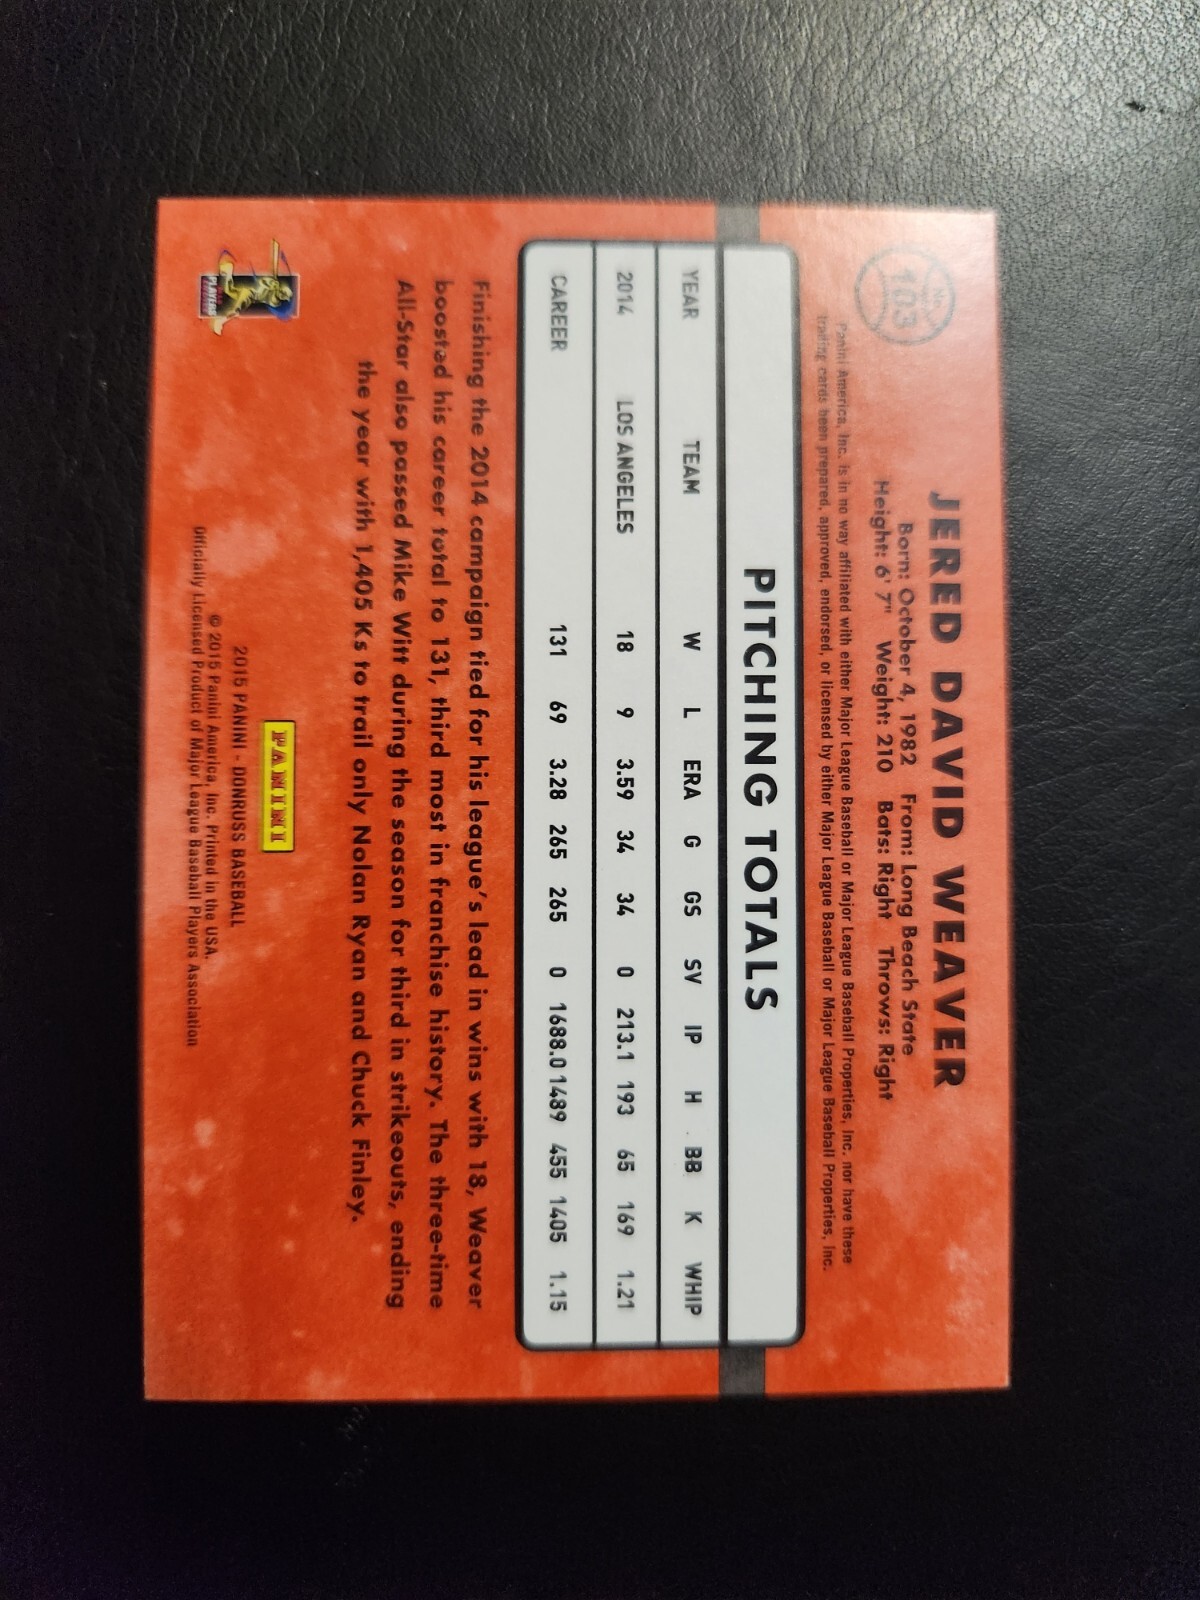 No.
103
JERED DAVID WEAVER
Born: October 4, 1982 From: Long Beach State
Height: 6' 7" Weight: 210 Bats: Right Throws: Right
Panini America, Inc. is in no way affiliated with either Major League Baseball or Major League Baseball Properties, Inc. nor have these
trading cards been prepared, approved, endorsed, or licensed by either Major League Baseball or Major League Baseball Properties, Inc.
PITCHING TOTALS
YEAR TEAM W L ERA G GS SV IP H BB K WHIP
2014 LOS ANGELES 18 9 3.59 34 34 0 213.1 193 65 169 1.21
CAREER 131 69 3.28 265 265 0 1688.0 1489 455 1405 1.15
Finishing the 2014 campaign tied for his league's lead in wins with 18, Weaver
boosted his career total to 131, third most in franchise history. The three-time
All-Star also passed Mike Witt during the season for third in strikeouts, ending
the year with 1,405 Ks to trail only Nolan Ryan and Chuck Finley.
PANINI
PLAYERS
2015 PANINI - DONRUSS BASEBALL
© 2015 Panini America, Inc. Printed in the USA.
Officially Licensed Product of Major League Baseball Players Association